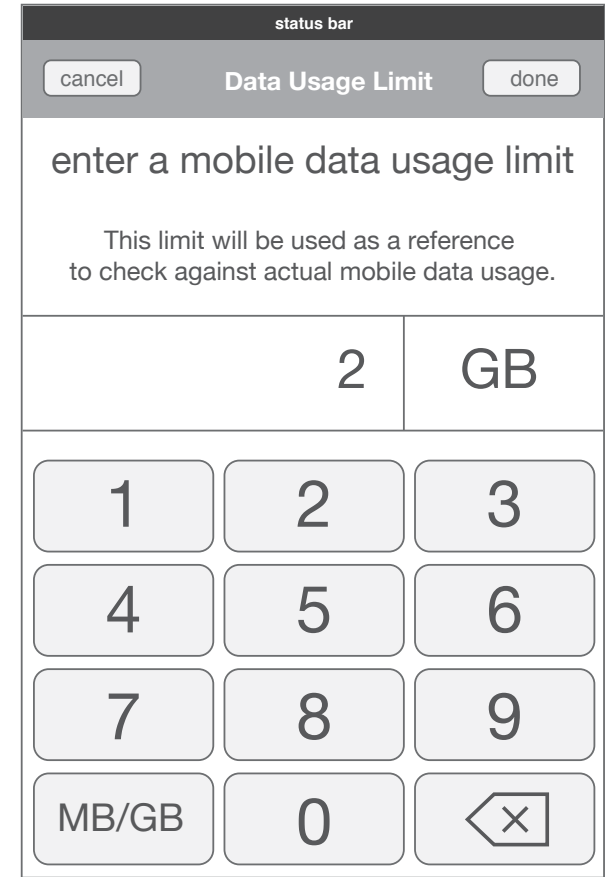 status bar
cancel Data Usage Limit done
enter a mobile data usage limit
This limit will be used as a reference
to check against actual mobile data usage.
2 GB
1 2 3
4 5 6
7 8 9
MB/GB 0